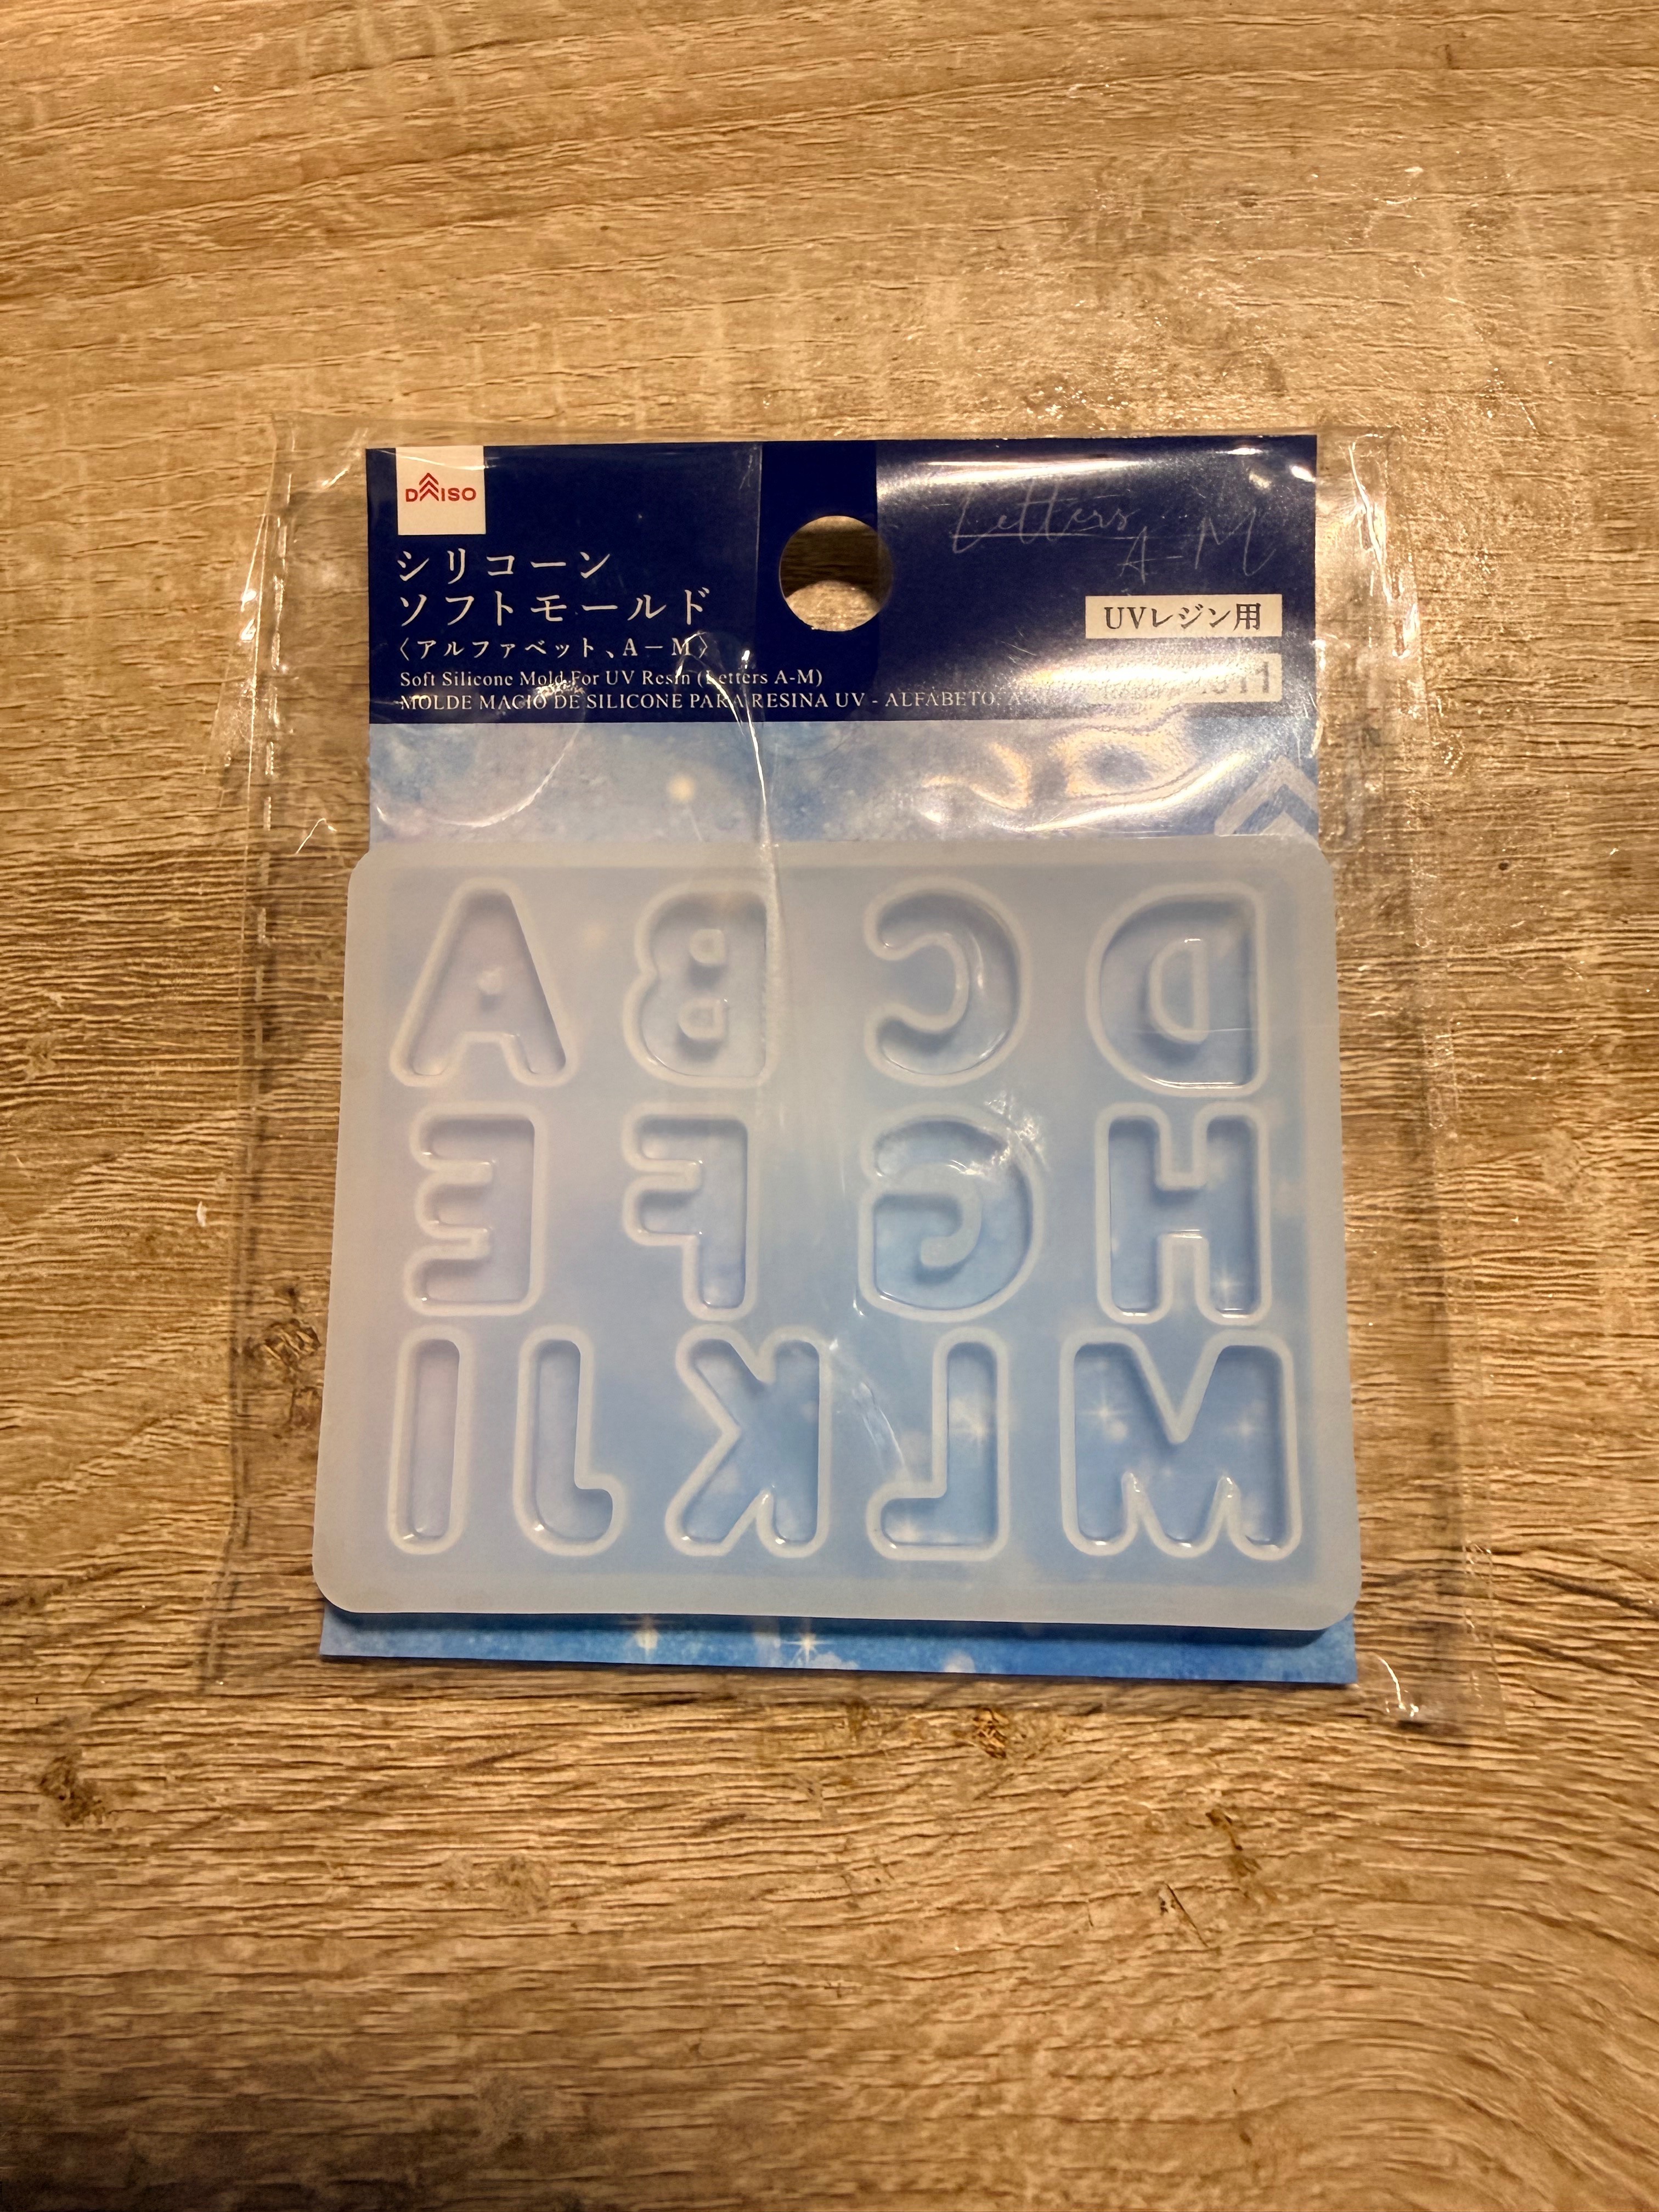 DAISO
シリコーン
ソフトモールド
〈アルファベット、A－M〉
Soft Silicone Mold For UV Resin (Letters A-M)
MOLDE MACIO DE SILICONE PARA RESINA UV - ALFABETO, A
Letters
A-M
UVレジン用
A B C D
E F G H
I J K L M